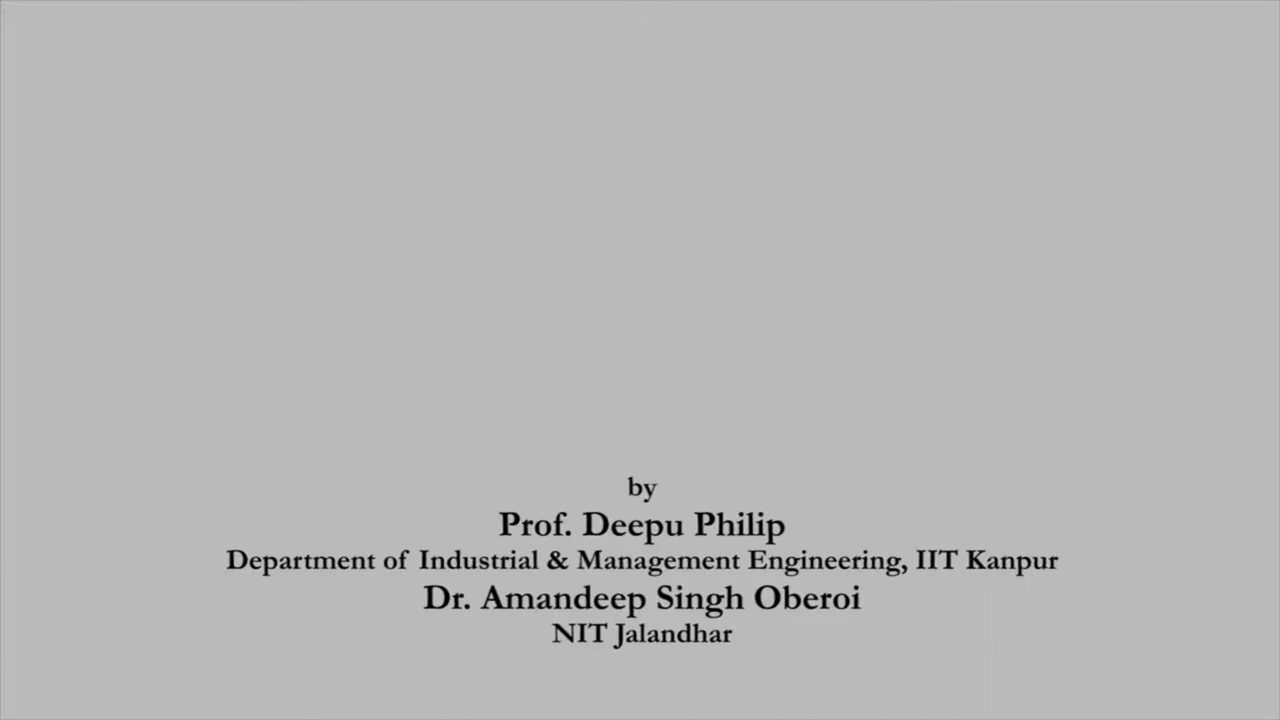 by
Prof. Deepu Philip
Department of Industrial & Management Engineering, IIT Kanpur
Dr. Amandeep Singh Oberoi
NIT Jalandhar